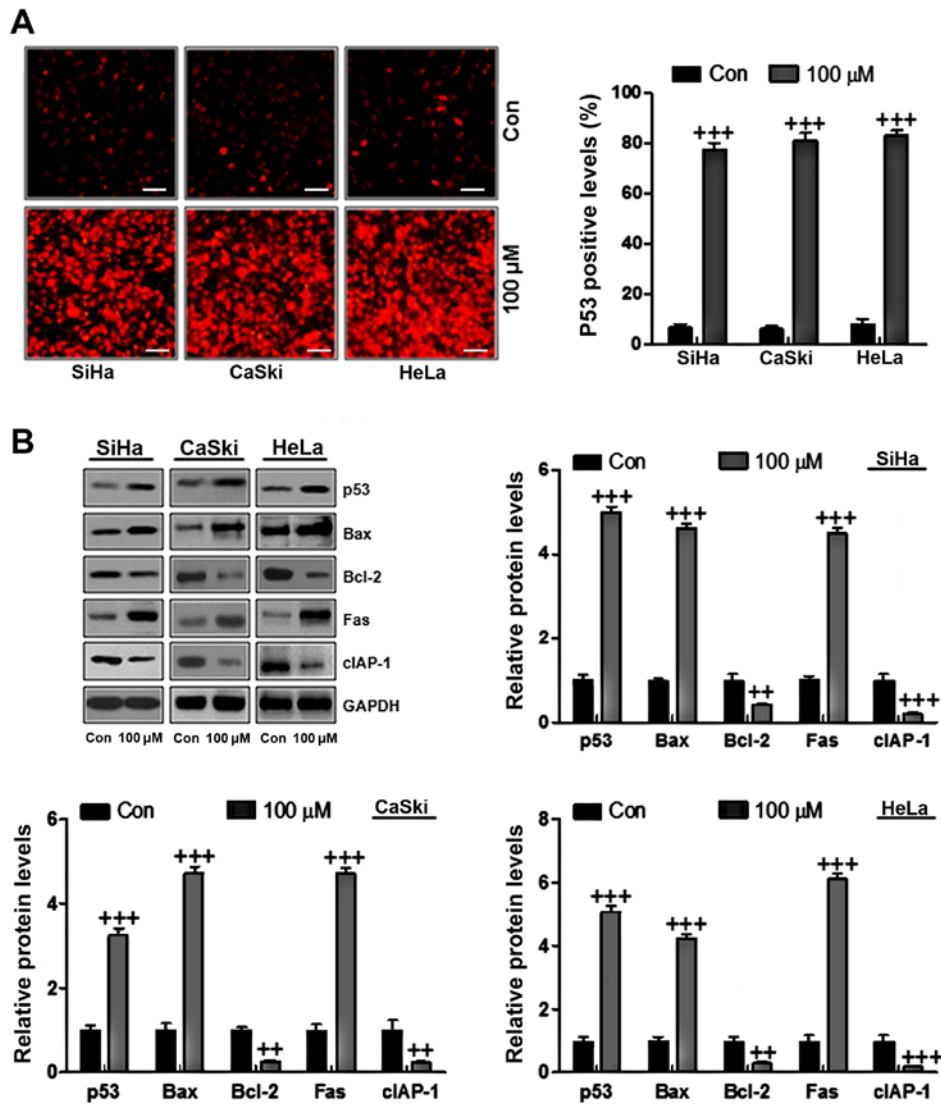 A
Con
100 μM
SiHa CaSki HeLa
Con 100 μM
P53 positive levels (%)
100
80
60
40
20
0
+++ +++ +++
SiHa CaSki HeLa
B
SiHa CaSki HeLa
p53
Bax
Bcl-2
Fas
cIAP-1
GAPDH
Con 100 μM Con 100 μM Con 100 μM
Con 100 μM SiHa
Relative protein levels
6
4
2
0
+++ +++ ++ +++ +++
p53 Bax Bcl-2 Fas cIAP-1
Con 100 μM CaSki
Relative protein levels
6
4
2
0
+++ +++ ++ +++ ++
p53 Bax Bcl-2 Fas cIAP-1
Con 100 μM HeLa
Relative protein levels
8
6
4
2
0
+++ +++ ++ +++ +++
p53 Bax Bcl-2 Fas cIAP-1